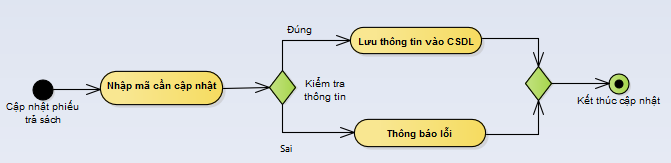 Đúng
Lưu thông tin vào CSDL
Nhập mã cần cập nhật
Kiểm tra
thông tin
Cập nhật phiếu
trả sách
Kết thúc cập nhật
Thông báo lỗi
Sai